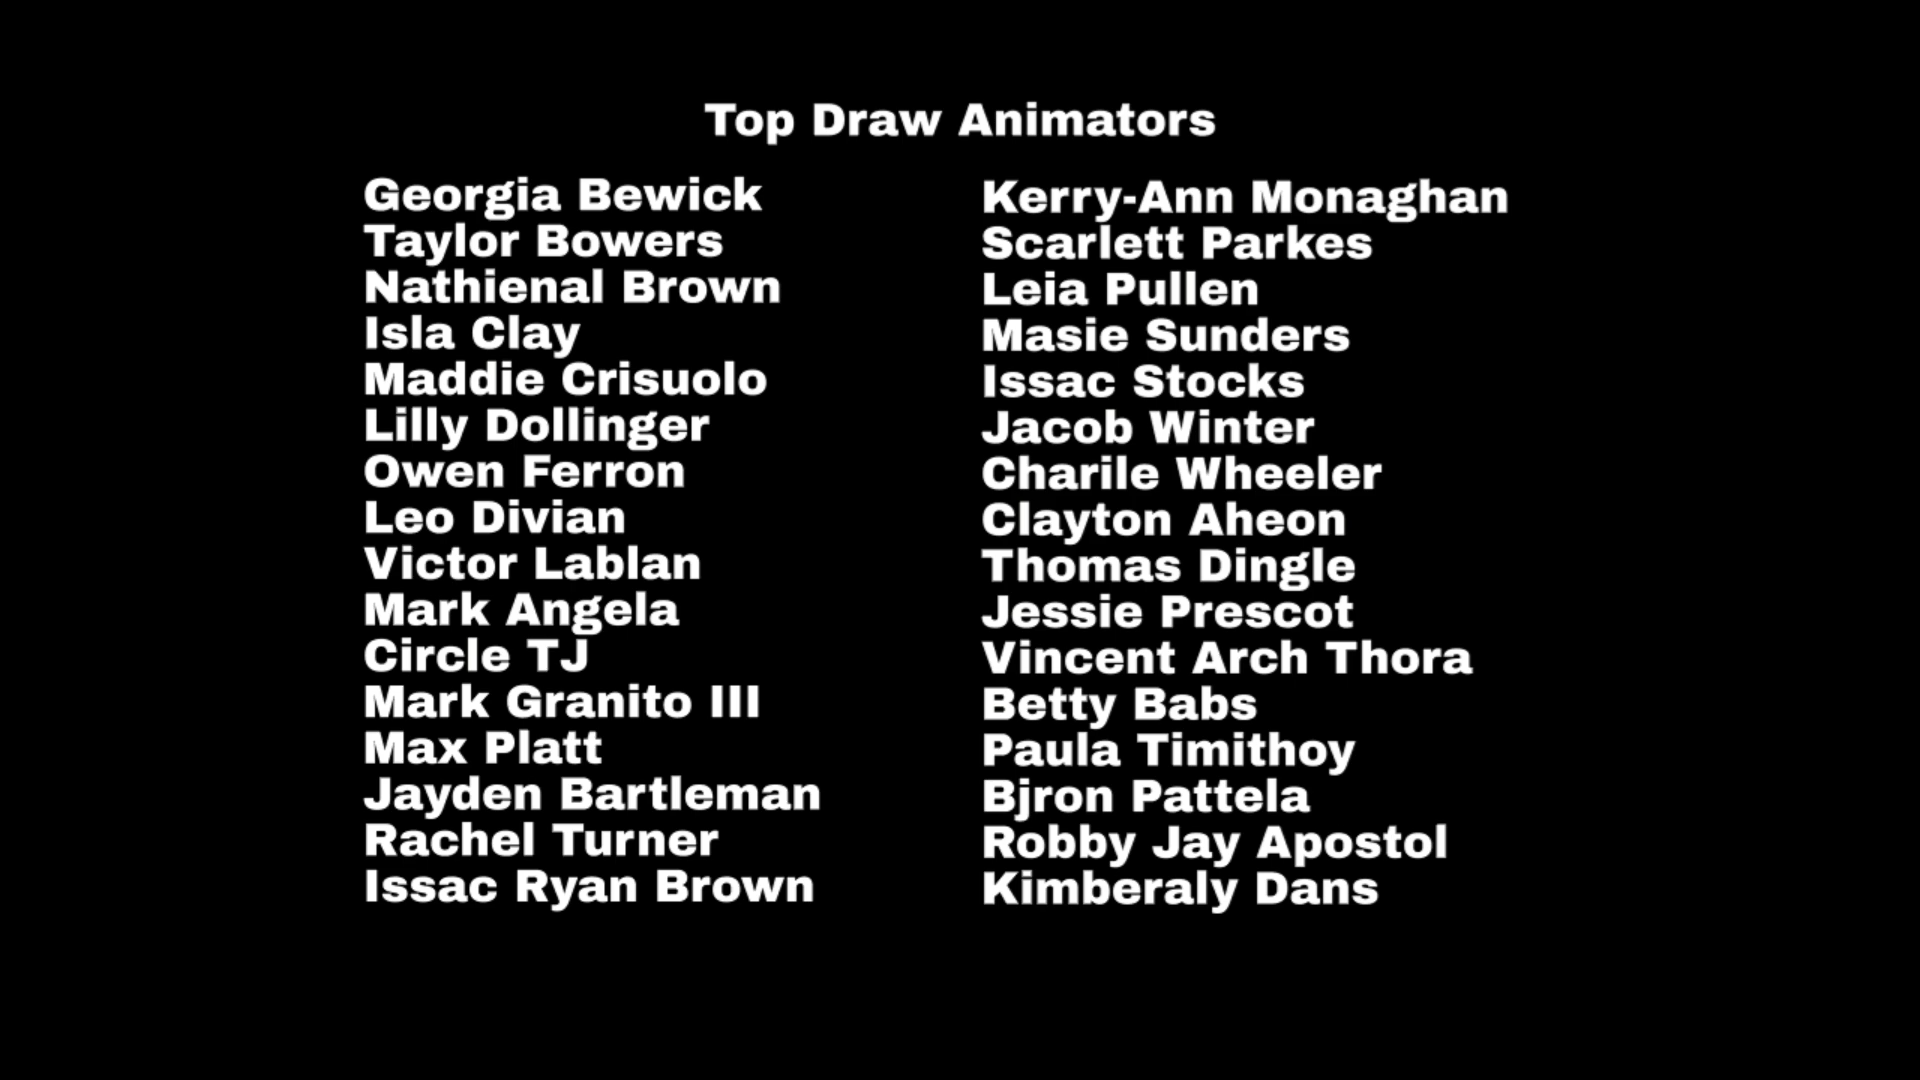 Top Draw Animators
Georgia Bewick
Taylor Bowers
Nathienal Brown
Isla Clay
Maddie Crisuolo
Lilly Dollinger
Owen Ferron
Leo Divian
Victor Lablan
Mark Angela
Circle TJ
Mark Granito III
Max Platt
Jayden Bartleman
Rachel Turner
Issac Ryan Brown
Kerry-Ann Monaghan
Scarlett Parkes
Leia Pullen
Masie Sunders
Issac Stocks
Jacob Winter
Charile Wheeler
Clayton Aheon
Thomas Dingle
Jessie Prescot
Vincent Arch Thora
Betty Babs
Paula Timithoy
Bjron Pattela
Robby Jay Apostol
Kimberaly Dans